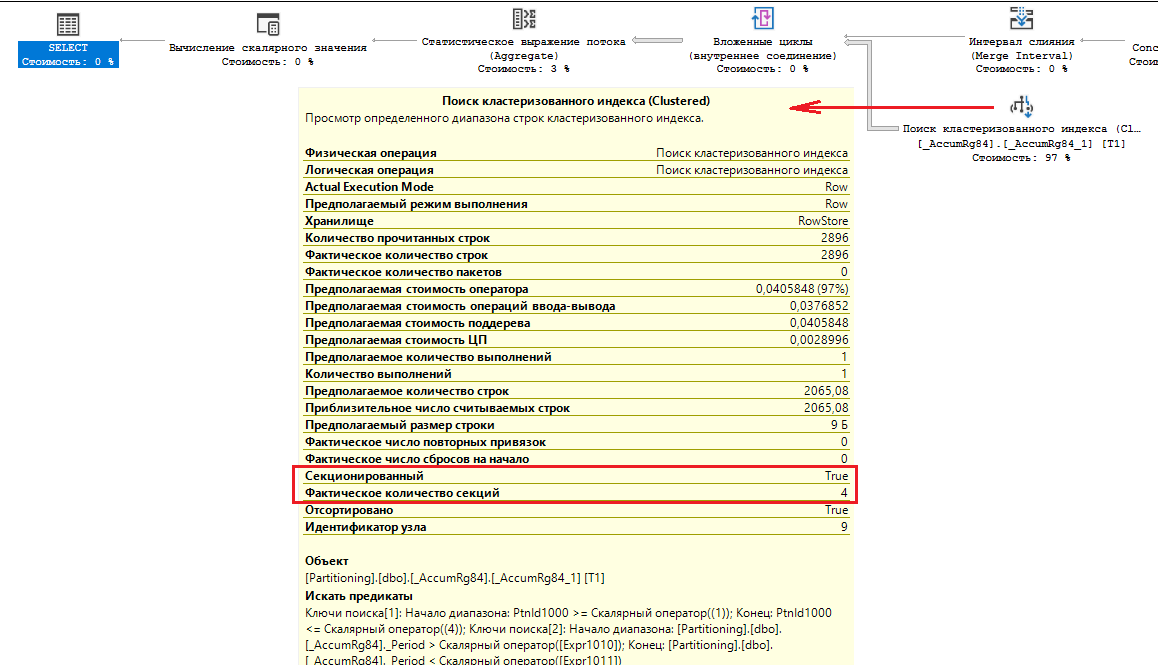 SELECT
Стоимость: 0 %
Вычисление скалярного значения
Стоимость: 0 %
Статистическое выражение потока
(Aggregate)
Стоимость: 3 %
Вложенные циклы
(внутреннее соединение)
Стоимость: 0 %
Интервал слияния
(Merge Interval)
Стоимость: 0 %
Conc
Стоим
Поиск кластеризованного индекса (Cl…
[_AccumRg84].[_AccumRg84_1] [T1]
Стоимость: 97 %
Поиск кластеризованного индекса (Clustered)
Просмотр определенного диапазона строк кластеризованного индекса.
Физическая операция Поиск кластеризованного индекса
Логическая операция Поиск кластеризованного индекса
Actual Execution Mode Row
Предполагаемый режим выполнения Row
Хранилище RowStore
Количество прочитанных строк 2896
Фактическое количество строк 2896
Фактическое количество пакетов 0
Предполагаемая стоимость оператора 0,0405848 (97%)
Предполагаемая стоимость операций ввода-вывода 0,0376852
Предполагаемая стоимость поддерева 0,0405848
Предполагаемая стоимость ЦП 0,0028996
Предполагаемое количество выполнений 1
Количество выполнений 1
Предполагаемое количество строк 2065,08
Приблизительное число считываемых строк 2065,08
Предполагаемый размер строки 9 Б
Фактическое число повторных привязок 0
Фактическое число сбросов на начало 0
Секционированный True
Фактическое количество секций 4
Отсортировано True
Идентификатор узла 9
Объект
[Partitioning].[dbo].[_AccumRg84].[_AccumRg84_1] [T1]
Искать предикаты
Ключи поиска[1]: Начало диапазона: PtnId1000 >= Скалярный оператор((1)); Конец: PtnId1000
<= Скалярный оператор((4)); Ключи поиска[2]: Начало диапазона: [Partitioning].[dbo].
[_AccumRg84]._Period > Скалярный оператор([Expr1010]); Конец: [Partitioning].[dbo].
[_AccumRg84]._Period < Скалярный оператор([Expr1011])